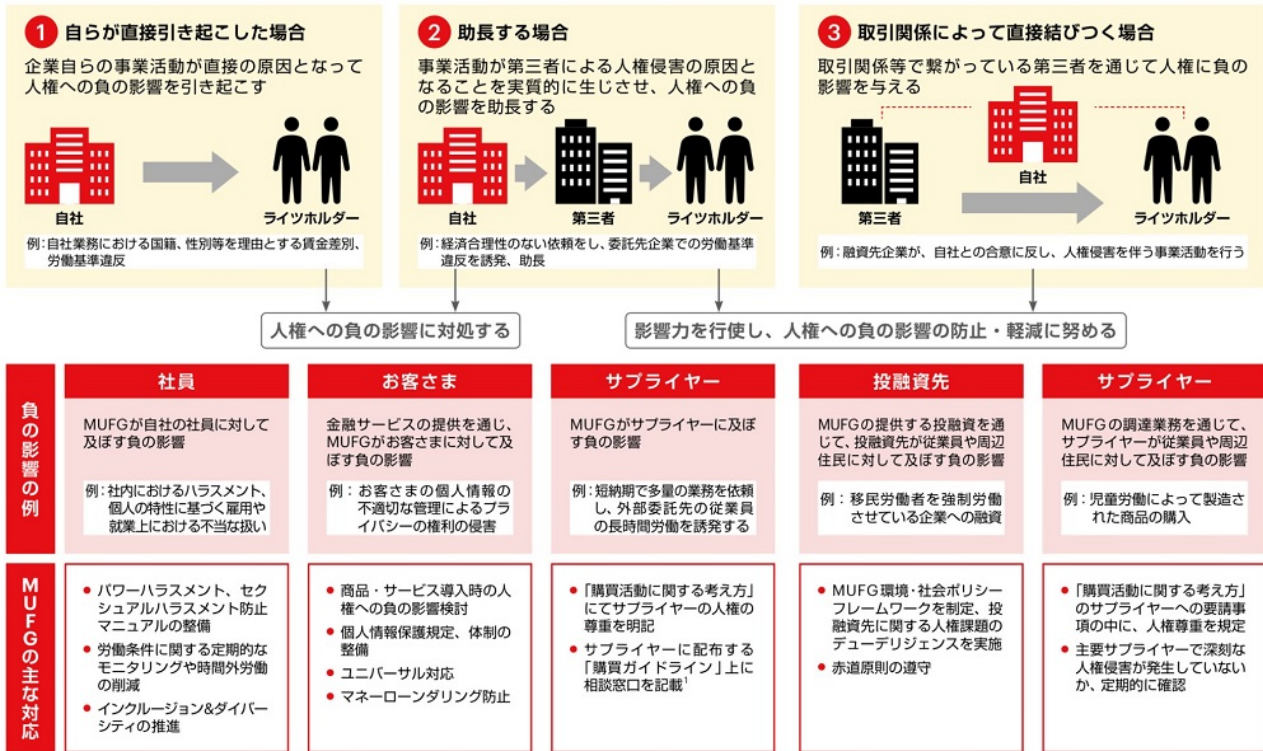 1 自らが直接引き起こした場合
企業自らの事業活動が直接の原因となって
人権への負の影響を引き起こす
自社
ライツホルダー
例：自社業務における国籍、性別等を理由とする賃金差別、
労働基準違反
2 助長する場合
事業活動が第三者による人権侵害の原因と
なることを実質的に生じさせ、人権への負
の影響を助長する
自社
第三者
ライツホルダー
例：経済合理性のない依頼をし、委託先企業での労働基準
違反を誘発、助長
3 取引関係によって直接結びつく場合
取引関係等で繋がっている第三者を通じて人権に負の
影響を与える
自社
第三者
ライツホルダー
例：融資先企業が、自社との合意に反し、人権侵害を伴う事業活動を行う
人権への負の影響に対処する
影響力を行使し、人権への負の影響の防止・軽減に努める
負の影響の例
社員
MUFGが自社の社員に対して
及ぼす負の影響
例：社内におけるハラスメント、
個人の特性に基づく雇用や
就業上における不当な扱い
お客さま
金融サービスの提供を通じ、
MUFGがお客さまに対して及
ぼす負の影響
例：お客さまの個人情報の
不適切な管理によるプラ
イバシーの権利の侵害
サプライヤー
MUFGがサプライヤーに及ぼ
す負の影響
例：短納期で多量の業務を依頼
し、外部委託先の従業員
の長時間労働を誘発する
投融資先
MUFGの提供する投融資を通
じて、投融資先が従業員や周辺
住民に対して及ぼす負の影響
例：移民労働者を強制労働
させている企業への融資
サプライヤー
MUFGの調達業務を通じて、
サプライヤーが従業員や周辺
住民に対して及ぼす負の影響
例：児童労働によって製造さ
れた商品の購入
MUFGの主な対応
• パワーハラスメント、セク
シュアルハラスメント防止
マニュアルの整備
• 労働条件に関する定期的な
モニタリングや時間外労働
の削減
• インクルージョン&ダイバー
シティの推進
• 商品・サービス導入時の人
権への負の影響検討
• 個人情報保護規定、体制の
整備
• ユニバーサル対応
• マネーローンダリング防止
• 「購買活動に関する考え方」
にてサプライヤーの人権の
尊重を明記
• サプライヤーに配布する
「購買ガイドライン」上に
相談窓口を記載1
• MUFG環境・社会ポリシー
フレームワークを制定、投
融資先に関する人権課題の
デューデリジェンスを実施
• 赤道原則の遵守
• 「購買活動に関する考え方」
のサプライヤーへの要請事
項の中に、人権尊重を規定
• 主要サプライヤーで深刻な
人権侵害が発生していない
か、定期的に確認